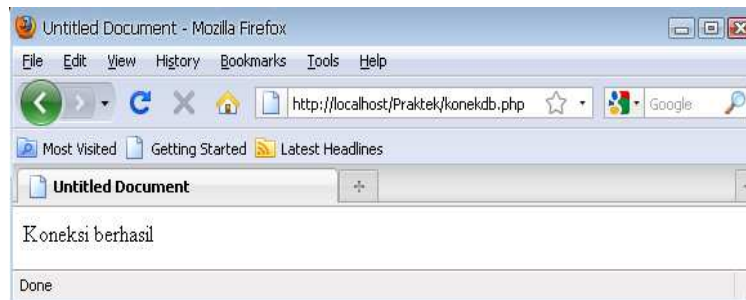 Untitled Document - Mozilla Firefox
File Edit View History Bookmarks Tools Help
http://localhost/Praktek/konekdb.php Google
Most Visited Getting Started Latest Headlines
Untitled Document
Koneksi berhasil
Done